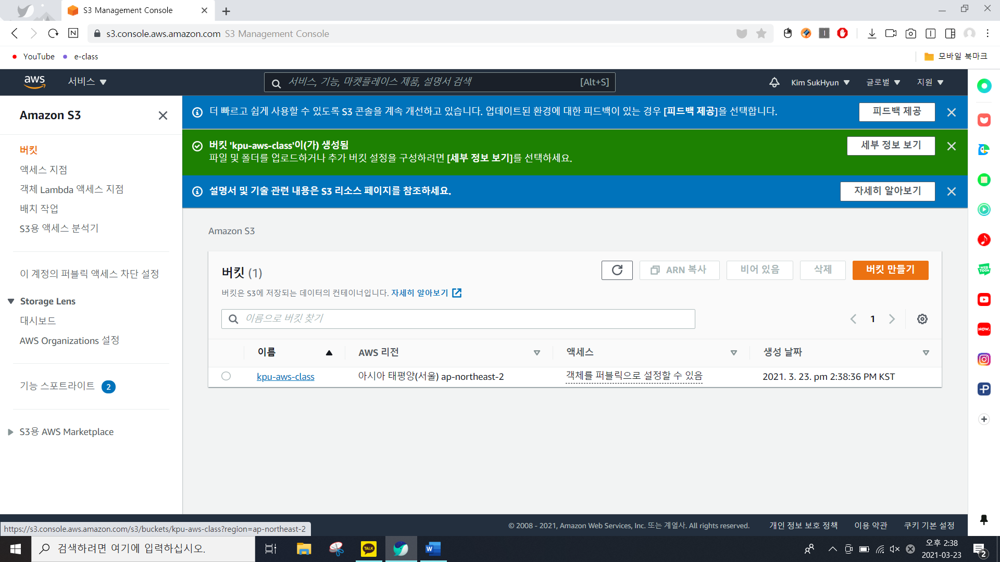 S3 Management Console
s3.console.aws.amazon.com S3 Management Console
YouTube e-class 모바일 북마크
aws 서비스 서비스, 기능, 마켓플레이스 제품, 설명서 검색 [Alt+S] Kim SukHyun 글로벌 지원
Amazon S3
버킷
액세스 지점
객체 Lambda 액세스 지점
배치 작업
S3용 액세스 분석기
이 계정의 퍼블릭 액세스 차단 설정
Storage Lens
대시보드
AWS Organizations 설정
기능 스포트라이트 2
S3용 AWS Marketplace
더 빠르고 쉽게 사용할 수 있도록 S3 콘솔을 계속 개선하고 있습니다. 업데이트된 환경에 대한 피드백이 있는 경우 [피드백 제공]을 선택합니다. 피드백 제공
버킷 'kpu-aws-class'이(가) 생성됨
파일 및 폴더를 업로드하거나 추가 버킷 설정을 구성하려면 [세부 정보 보기]를 선택하세요. 세부 정보 보기
설명서 및 기술 관련 내용은 S3 리소스 페이지를 참조하세요. 자세히 알아보기
Amazon S3
버킷 (1) ARN 복사 비어 있음 삭제 버킷 만들기
버킷은 S3에 저장되는 데이터의 컨테이너입니다. 자세히 알아보기
이름으로 버킷 찾기 1
이름 AWS 리전 액세스 생성 날짜
kpu-aws-class 아시아 태평양(서울) ap-northeast-2 객체를 퍼블릭으로 설정할 수 있음 2021. 3. 23. pm 2:38:36 PM KST
WEB TOON
NOW.
© 2008 - 2021, Amazon Web Services, Inc. 또는 계열사. All rights reserved. 개인 정보 보호 정책 이용 약관 쿠키 기본 설정
https://s3.console.aws.amazon.com/s3/buckets/kpu-aws-class?region=ap-northeast-2
검색하려면 여기에 입력하십시오. TALK W
오후 2:38
2021-03-23
2